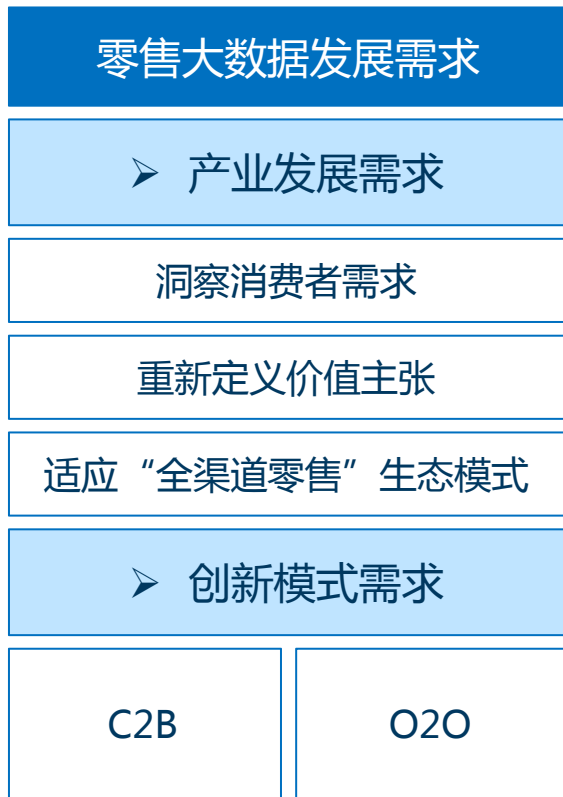 零售大数据发展需求
➢ 产业发展需求
洞察消费者需求
重新定义价值主张
适应“全渠道零售”生态模式
➢ 创新模式需求
C2B
O2O